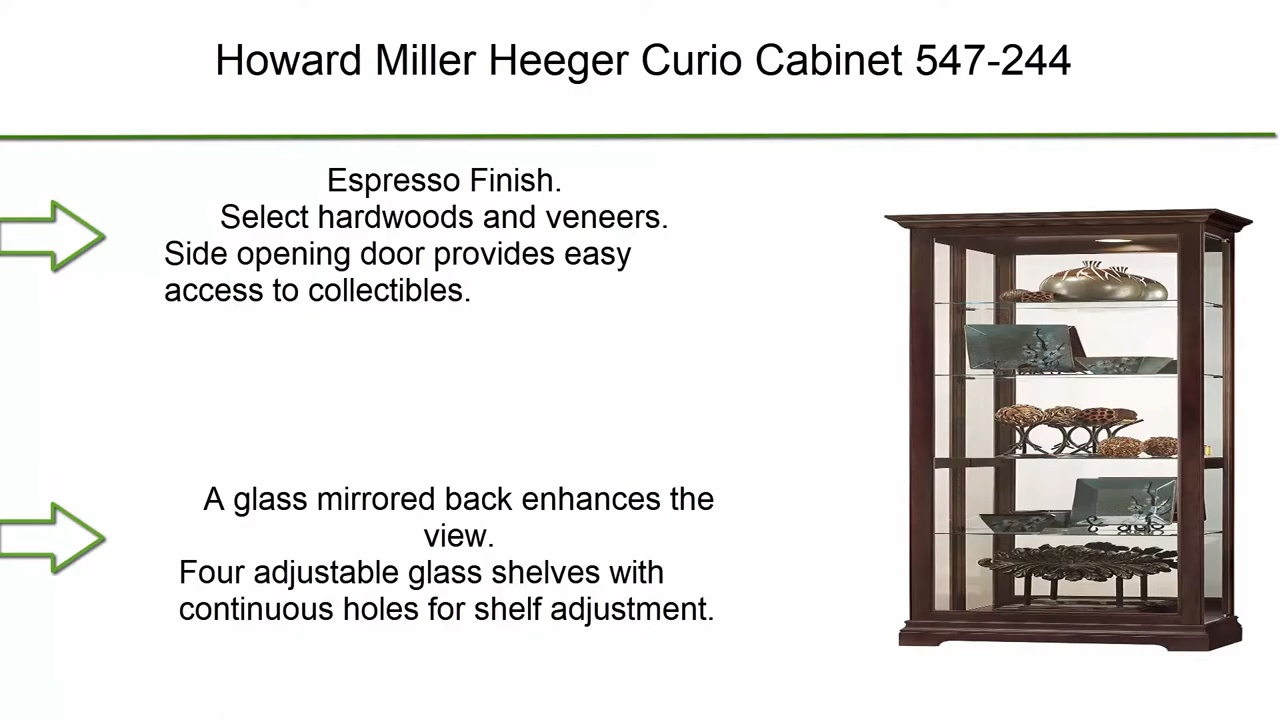 Howard Miller Heeger Curio Cabinet 547-244
Espresso Finish.
Select hardwoods and veneers.
Side opening door provides easy
access to collectibles.
A glass mirrored back enhances the
view.
Four adjustable glass shelves with
continuous holes for shelf adjustment.